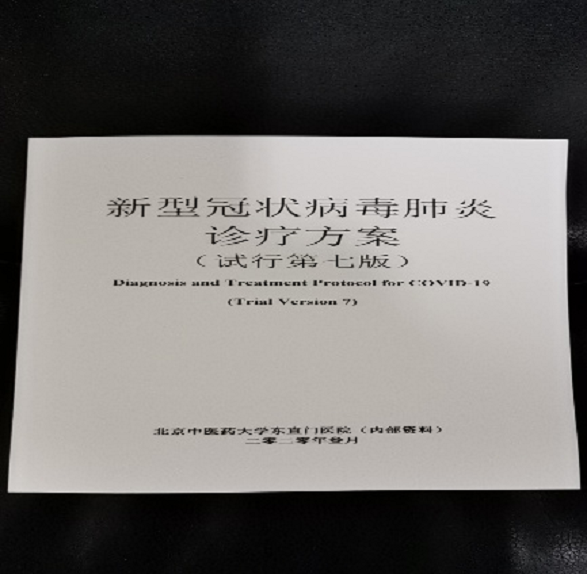 新型冠状病毒肺炎
诊疗方案
（试行第七版）
Diagnosis and Treatment Protocol for COVID-19
(Trial Version 7)
北京中医药大学东直门医院（内部资料）
二零二零年叁月